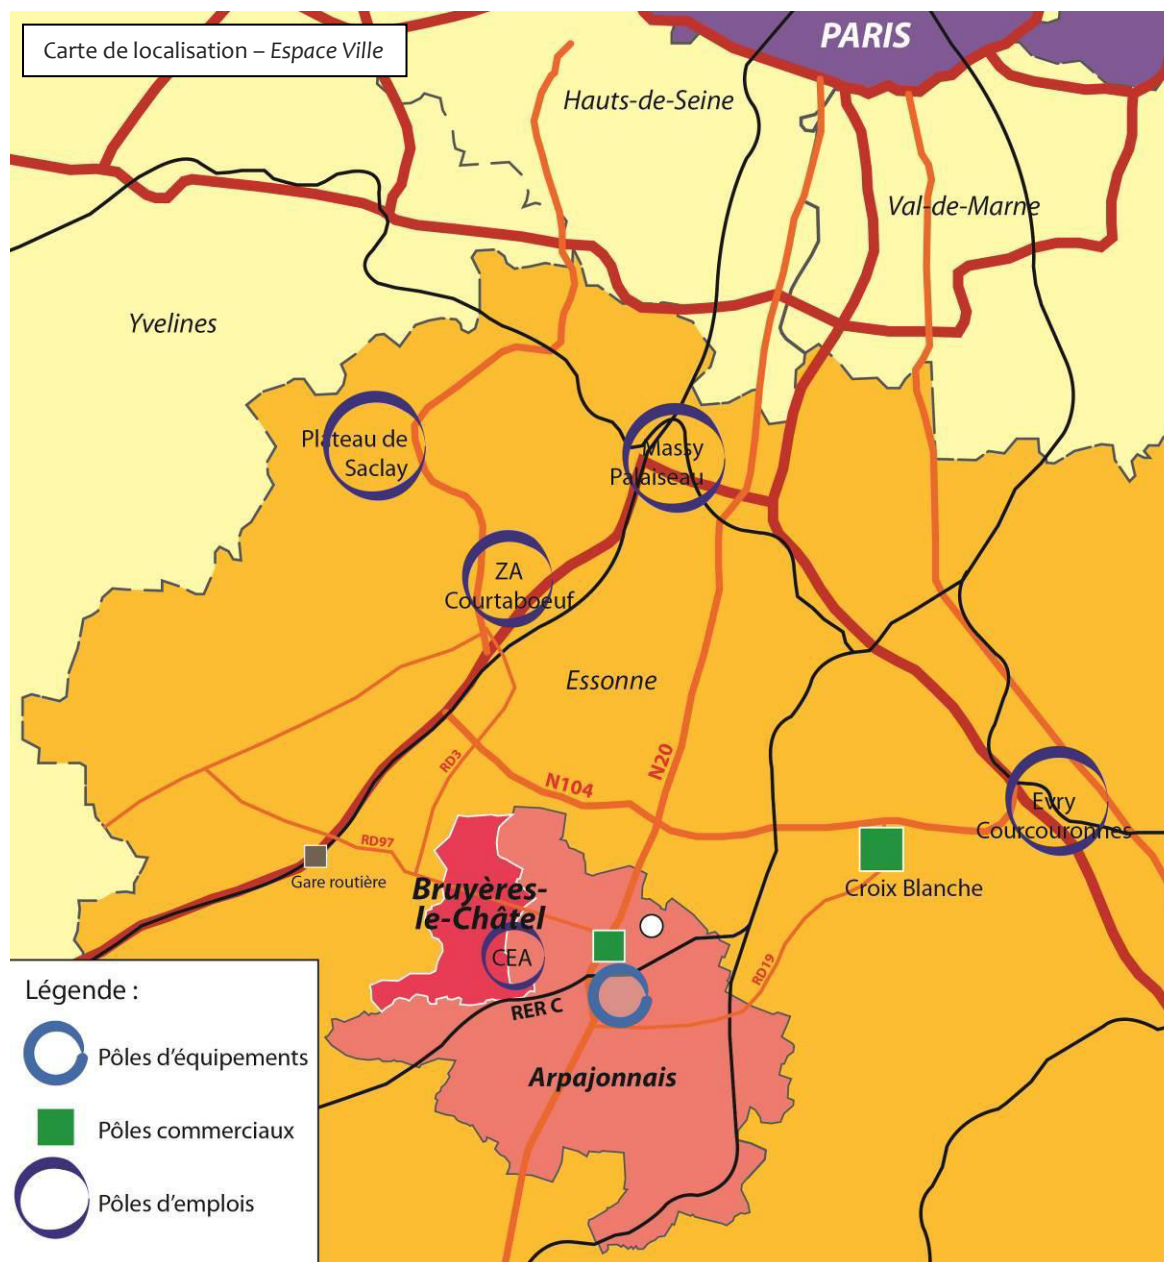 Carte de localisation – Espace Ville
PARIS
Hauts-de-Seine
Val-de-Marne
Yvelines
Plateau de
Saclay
Massy
Palaiseau
ZA
Courtaboeuf
Essonne
RD3
N20
N104
Evry
Courcouronnes
RD97
Gare routière
Croix Blanche
Bruyères-
le-Châtel
CEA
RD19
RER C
Arpajonnais
Légende :
Pôles d'équipements
Pôles commerciaux
Pôles d'emplois